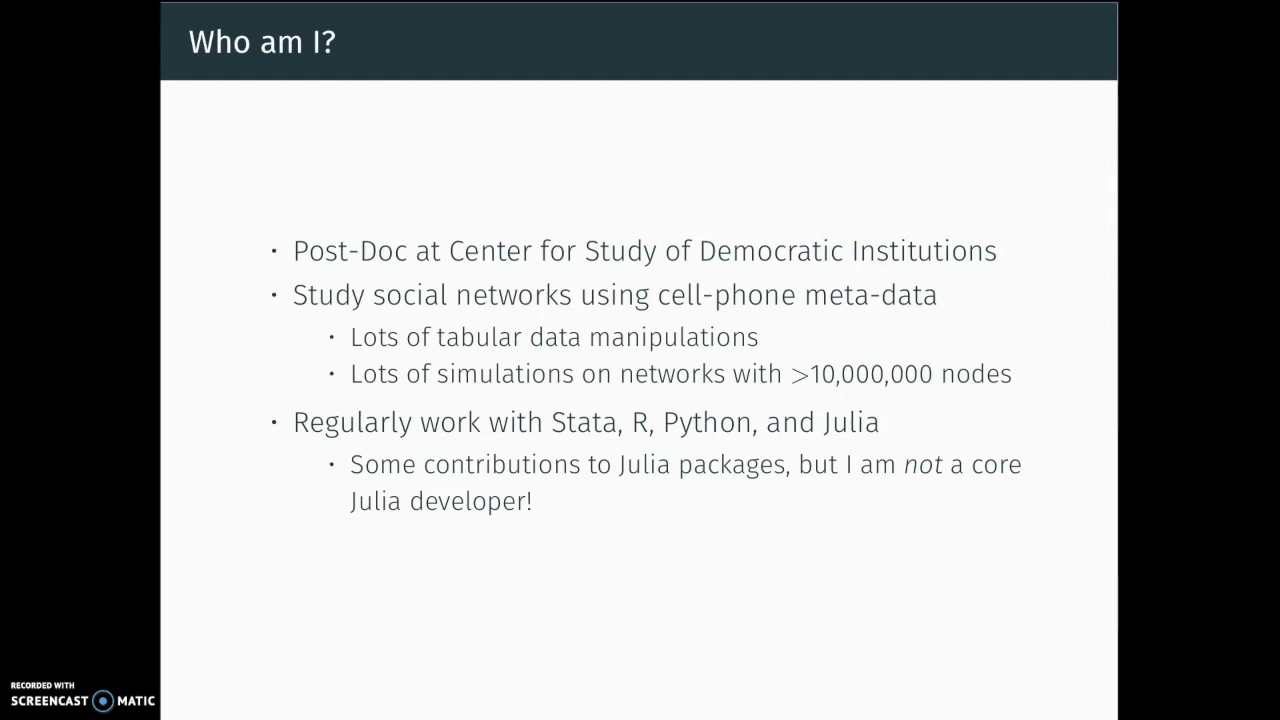 Who am I?
• Post-Doc at Center for Study of Democratic Institutions
• Study social networks using cell-phone meta-data
• Lots of tabular data manipulations
• Lots of simulations on networks with >10,000,000 nodes
• Regularly work with Stata, R, Python, and Julia
• Some contributions to Julia packages, but I am not a core
Julia developer!
RECORDED WITH
SCREENCAST MATIC